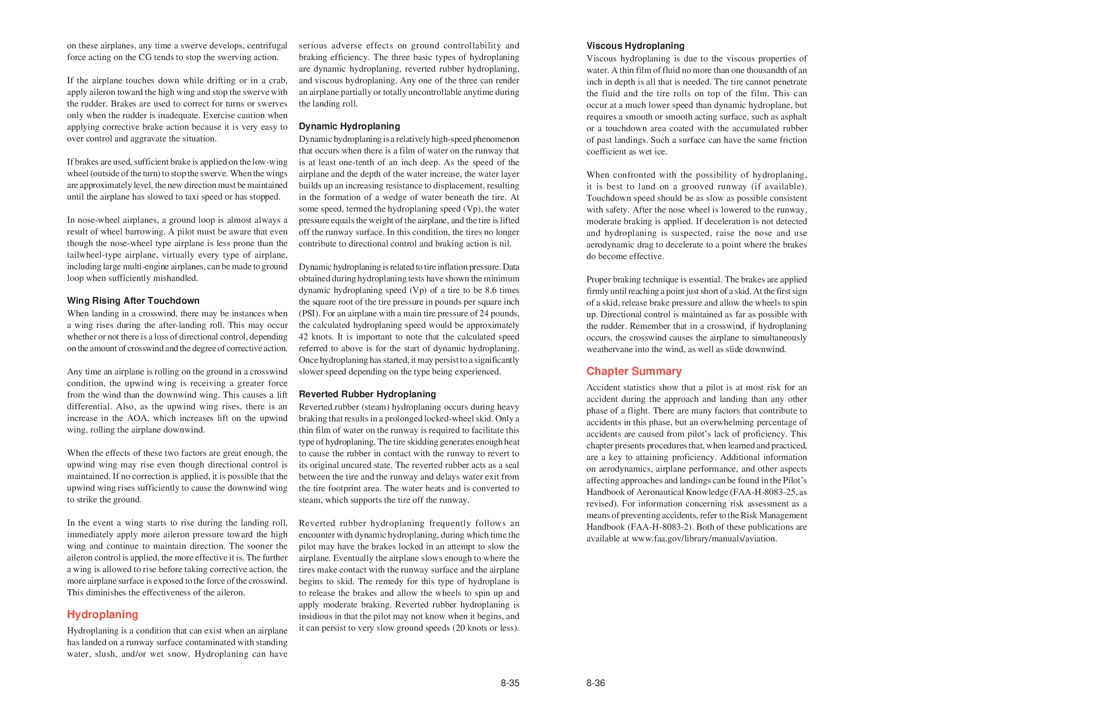 on these airplanes, any time a swerve develops, centrifugal
force acting on the CG tends to stop the swerving action.
If the airplane touches down while drifting or in a crab,
apply aileron toward the high wing and stop the swerve with
the rudder. Brakes are used to correct for turns or swerves
only when the rudder is inadequate. Exercise caution when
applying corrective brake action because it is very easy to
over control and aggravate the situation.
If brakes are used, sufficient brake is applied on the low-wing
wheel (outside of the turn) to stop the swerve. When the wings
are approximately level, the new direction must be maintained
until the airplane has slowed to taxi speed or has stopped.
In nose-wheel airplanes, a ground loop is almost always a
result of wheel barrowing. A pilot must be aware that even
though the nose-wheel type airplane is less prone than the
tailwheel-type airplane, virtually every type of airplane,
including large multi-engine airplanes, can be made to ground
loop when sufficiently mishandled.
Wing Rising After Touchdown
When landing in a crosswind, there may be instances when
a wing rises during the after-landing roll. This may occur
whether or not there is a loss of directional control, depending
on the amount of crosswind and the degree of corrective action.
Any time an airplane is rolling on the ground in a crosswind
condition, the upwind wing is receiving a greater force
from the wind than the downwind wing. This causes a lift
differential. Also, as the upwind wing rises, there is an
increase in the AOA, which increases lift on the upwind
wing, rolling the airplane downwind.
When the effects of these two factors are great enough, the
upwind wing may rise even though directional control is
maintained. If no correction is applied, it is possible that the
upwind wing rises sufficiently to cause the downwind wing
to strike the ground.
In the event a wing starts to rise during the landing roll,
immediately apply more aileron pressure toward the high
wing and continue to maintain direction. The sooner the
aileron control is applied, the more effective it is. The further
a wing is allowed to rise before taking corrective action, the
more airplane surface is exposed to the force of the crosswind.
This diminishes the effectiveness of the aileron.
Hydroplaning
Hydroplaning is a condition that can exist when an airplane
has landed on a runway surface contaminated with standing
water, slush, and/or wet snow. Hydroplaning can have
serious adverse effects on ground controllability and
braking efficiency. The three basic types of hydroplaning
are dynamic hydroplaning, reverted rubber hydroplaning,
and viscous hydroplaning. Any one of the three can render
an airplane partially or totally uncontrollable anytime during
the landing roll.
Dynamic Hydroplaning
Dynamic hydroplaning is a relatively high-speed phenomenon
that occurs when there is a film of water on the runway that
is at least one-tenth of an inch deep. As the speed of the
airplane and the depth of the water increase, the water layer
builds up an increasing resistance to displacement, resulting
in the formation of a wedge of water beneath the tire. At
some speed, termed the hydroplaning speed (Vp), the water
pressure equals the weight of the airplane, and the tire is lifted
off the runway surface. In this condition, the tires no longer
contribute to directional control and braking action is nil.
Dynamic hydroplaning is related to tire inflation pressure. Data
obtained during hydroplaning tests have shown the minimum
dynamic hydroplaning speed (Vp) of a tire to be 8.6 times
the square root of the tire pressure in pounds per square inch
(PSI). For an airplane with a main tire pressure of 24 pounds,
the calculated hydroplaning speed would be approximately
42 knots. It is important to note that the calculated speed
referred to above is for the start of dynamic hydroplaning.
Once hydroplaning has started, it may persist to a significantly
slower speed depending on the type being experienced.
Reverted Rubber Hydroplaning
Reverted rubber (steam) hydroplaning occurs during heavy
braking that results in a prolonged locked-wheel skid. Only a
thin film of water on the runway is required to facilitate this
type of hydroplaning. The tire skidding generates enough heat
to cause the rubber in contact with the runway to revert to
its original uncured state. The reverted rubber acts as a seal
between the tire and the runway and delays water exit from
the tire footprint area. The water heats and is converted to
steam, which supports the tire off the runway.
Reverted rubber hydroplaning frequently follows an
encounter with dynamic hydroplaning, during which time the
pilot may have the brakes locked in an attempt to slow the
airplane. Eventually the airplane slows enough to where the
tires make contact with the runway surface and the airplane
begins to skid. The remedy for this type of hydroplane is
to release the brakes and allow the wheels to spin up and
apply moderate braking. Reverted rubber hydroplaning is
insidious in that the pilot may not know when it begins, and
it can persist to very slow ground speeds (20 knots or less).
8-35
Viscous Hydroplaning
Viscous hydroplaning is due to the viscous properties of
water. A thin film of fluid no more than one thousandth of an
inch in depth is all that is needed. The tire cannot penetrate
the fluid and the tire rolls on top of the film. This can
occur at a much lower speed than dynamic hydroplane, but
requires a smooth or smooth acting surface, such as asphalt
or a touchdown area coated with the accumulated rubber
of past landings. Such a surface can have the same friction
coefficient as wet ice.
When confronted with the possibility of hydroplaning,
it is best to land on a grooved runway (if available).
Touchdown speed should be as slow as possible consistent
with safety. After the nose wheel is lowered to the runway,
moderate braking is applied. If deceleration is not detected
and hydroplaning is suspected, raise the nose and use
aerodynamic drag to decelerate to a point where the brakes
do become effective.
Proper braking technique is essential. The brakes are applied
firmly until reaching a point just short of a skid. At the first sign
of a skid, release brake pressure and allow the wheels to spin
up. Directional control is maintained as far as possible with
the rudder. Remember that in a crosswind, if hydroplaning
occurs, the crosswind causes the airplane to simultaneously
weathervane into the wind, as well as slide downwind.
Chapter Summary
Accident statistics show that a pilot is at most risk for an
accident during the approach and landing than any other
phase of a flight. There are many factors that contribute to
accidents in this phase, but an overwhelming percentage of
accidents are caused from pilot's lack of proficiency. This
chapter presents procedures that, when learned and practiced,
are a key to attaining proficiency. Additional information
on aerodynamics, airplane performance, and other aspects
affecting approaches and landings can be found in the Pilot's
Handbook of Aeronautical Knowledge (FAA-H-8083-25, as
revised). For information concerning risk assessment as a
means of preventing accidents, refer to the Risk Management
Handbook (FAA-H-8083-2). Both of these publications are
available at www.faa.gov/library/manuals/aviation.
8-36